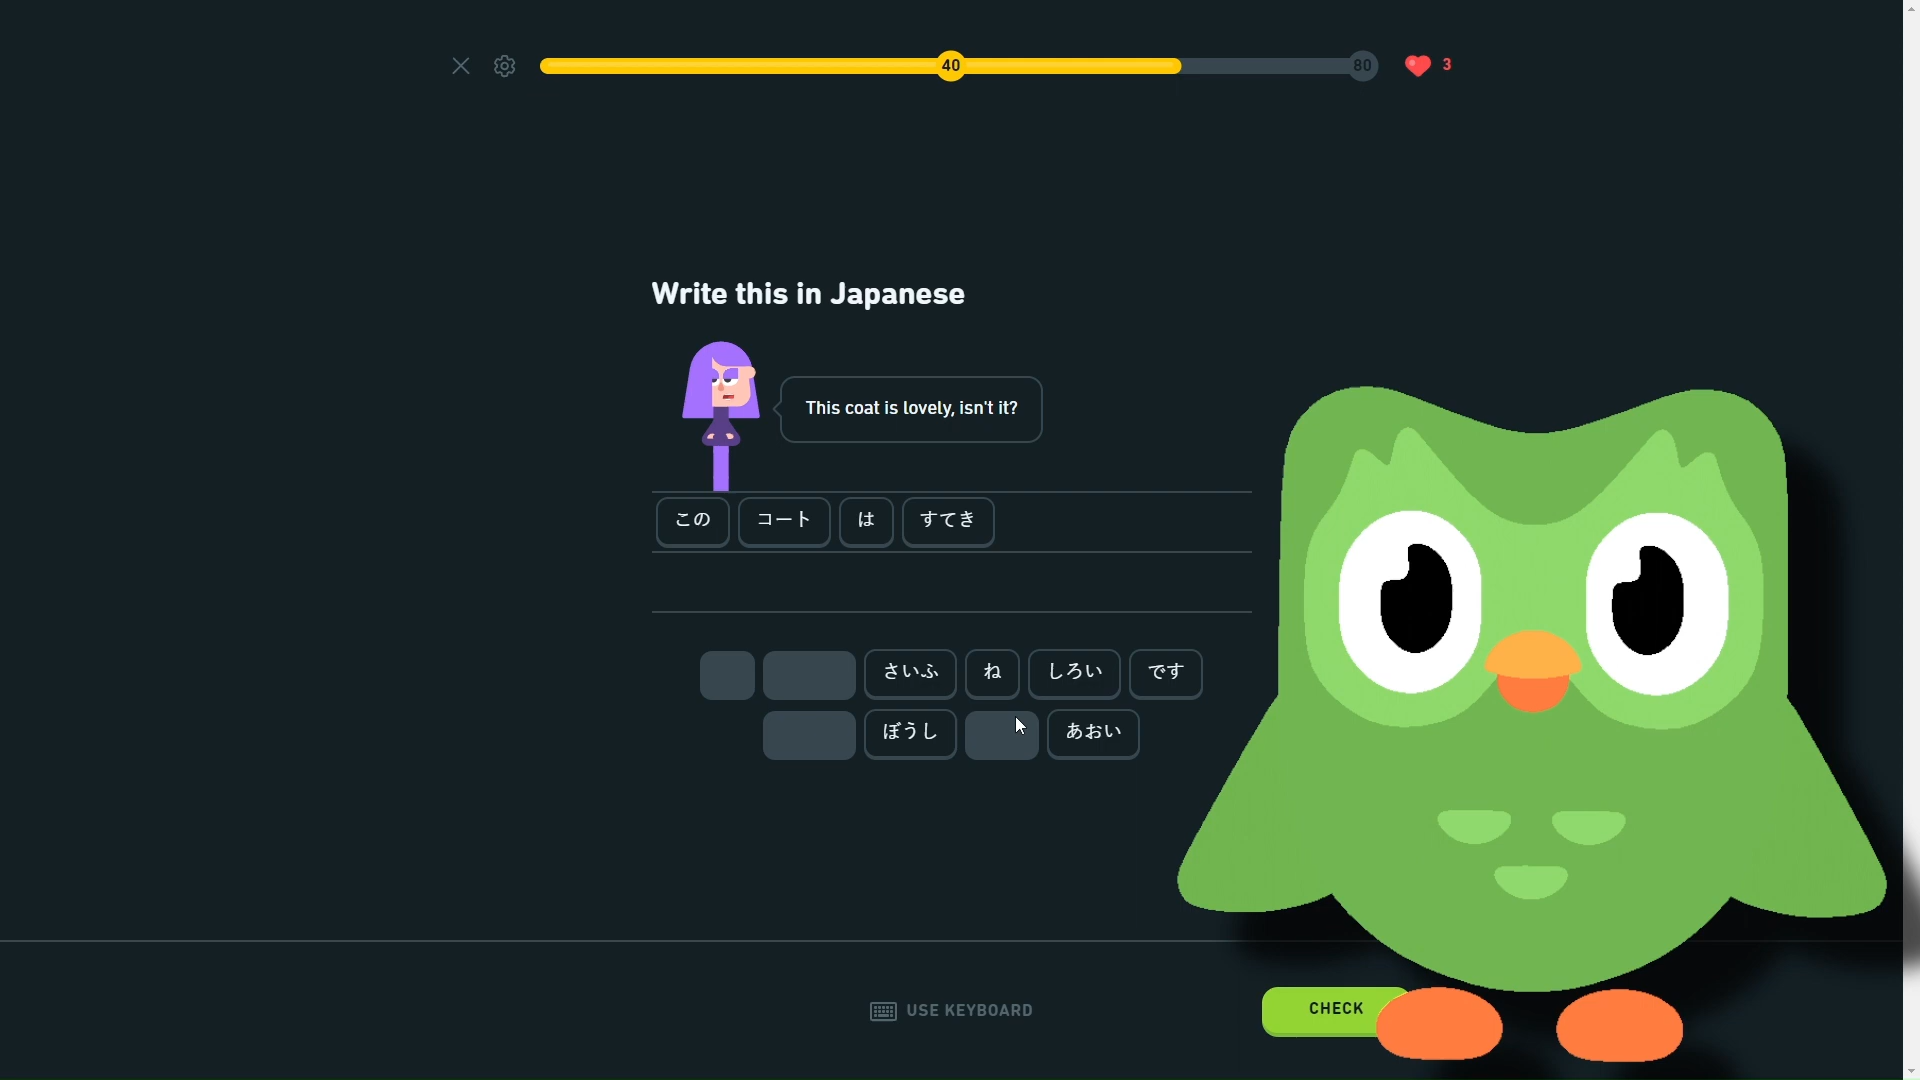 40 80 3
Write this in Japanese
This coat is lovely, isn't it?
この コート は すてき
さいふ ね しろい です
ぼうし あおい
USE KEYBOARD CHECK